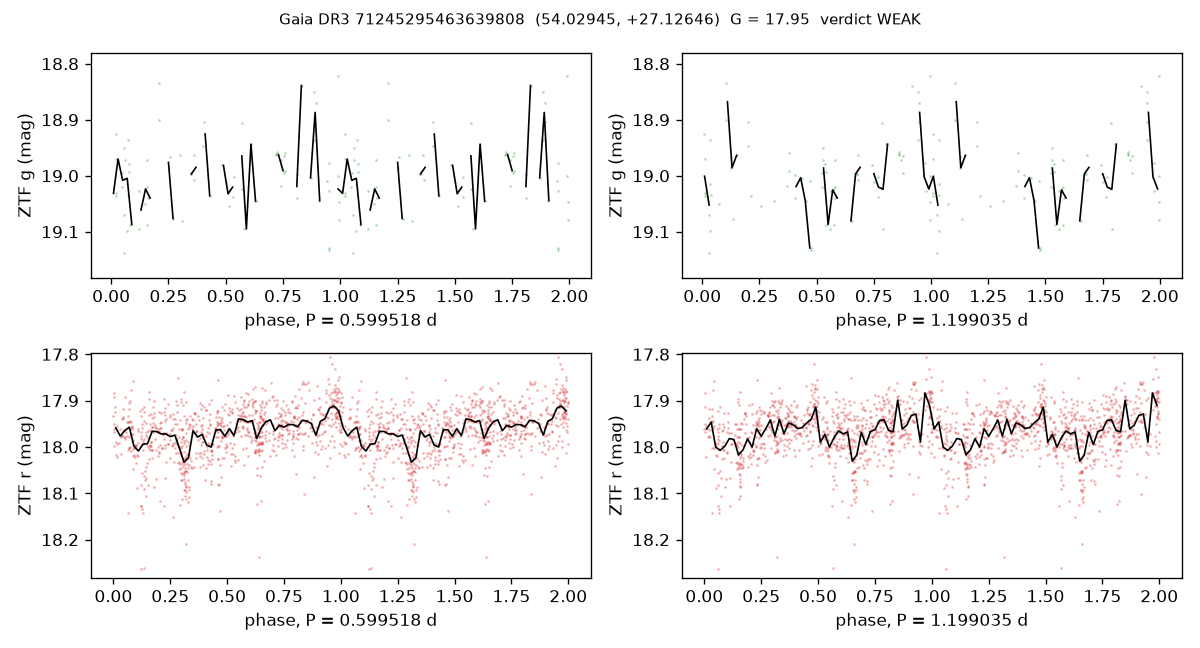 Gaia DR3 71245295463639808  (54.02945, +27.12646)  G = 17.95  verdict WEAK
18.8
18.9
19.0
19.1
ZTF g (mag)
0.00 0.25 0.50 0.75 1.00 1.25 1.50 1.75 2.00
phase, P = 0.599518 d
18.8
18.9
19.0
19.1
ZTF g (mag)
0.00 0.25 0.50 0.75 1.00 1.25 1.50 1.75 2.00
phase, P = 1.199035 d
17.8
17.9
18.0
18.1
18.2
ZTF r (mag)
0.00 0.25 0.50 0.75 1.00 1.25 1.50 1.75 2.00
phase, P = 0.599518 d
17.8
17.9
18.0
18.1
18.2
ZTF r (mag)
0.00 0.25 0.50 0.75 1.00 1.25 1.50 1.75 2.00
phase, P = 1.199035 d